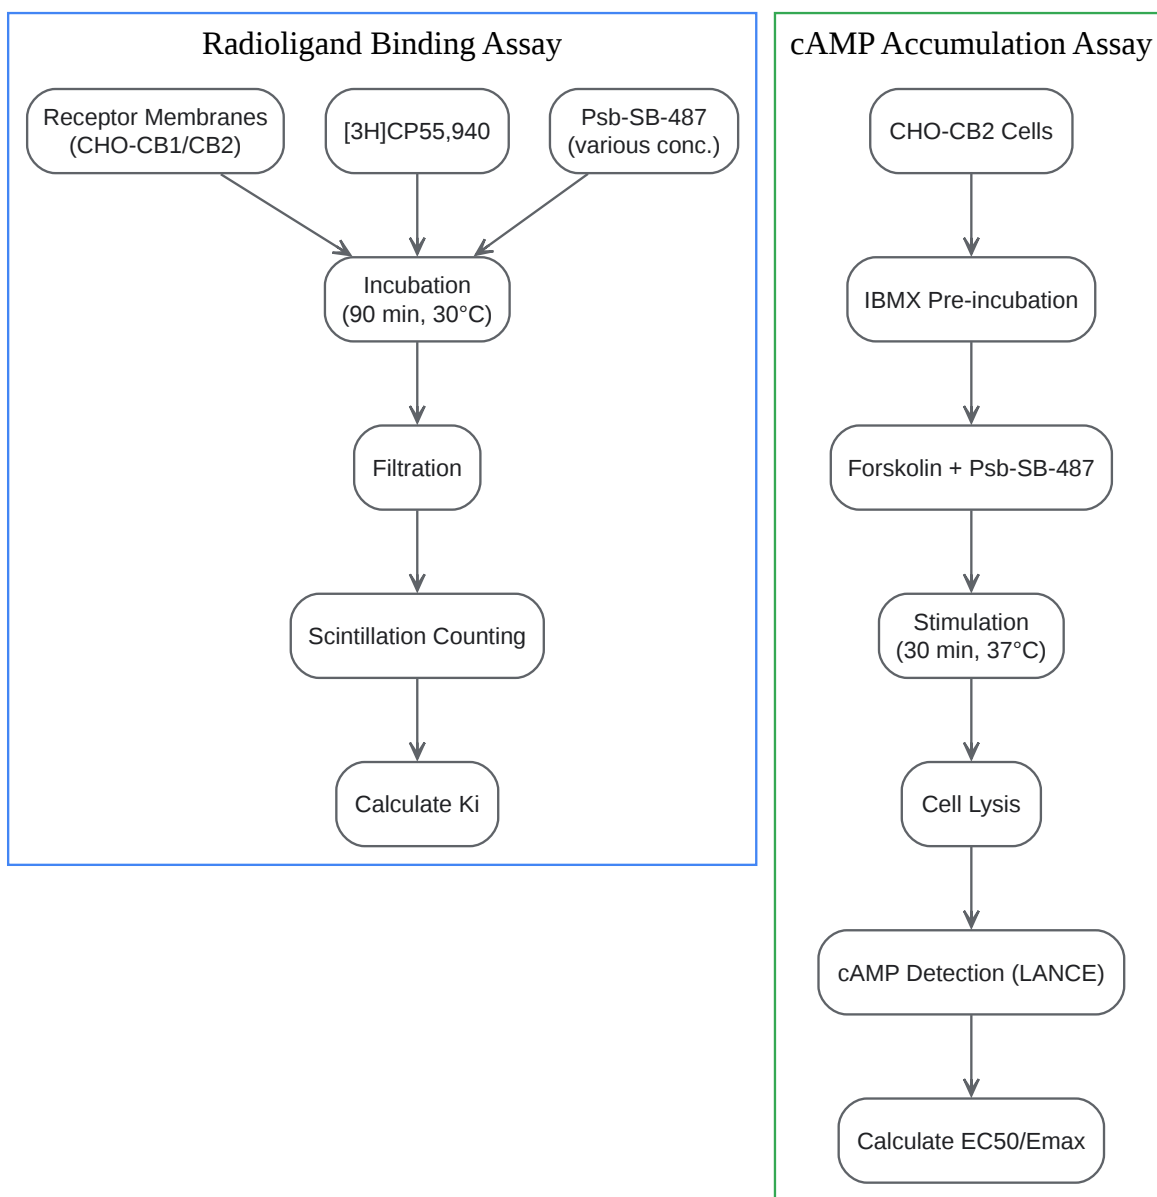 Radioligand Binding Assay
Receptor Membranes
(CHO-CB1/CB2)
[3H]CP55,940
Psb-SB-487
(various conc.)
Incubation
(90 min, 30°C)
Filtration
Scintillation Counting
Calculate Ki
cAMP Accumulation Assay
CHO-CB2 Cells
IBMX Pre-incubation
Forskolin + Psb-SB-487
Stimulation
(30 min, 37°C)
Cell Lysis
cAMP Detection (LANCE)
Calculate EC50/Emax